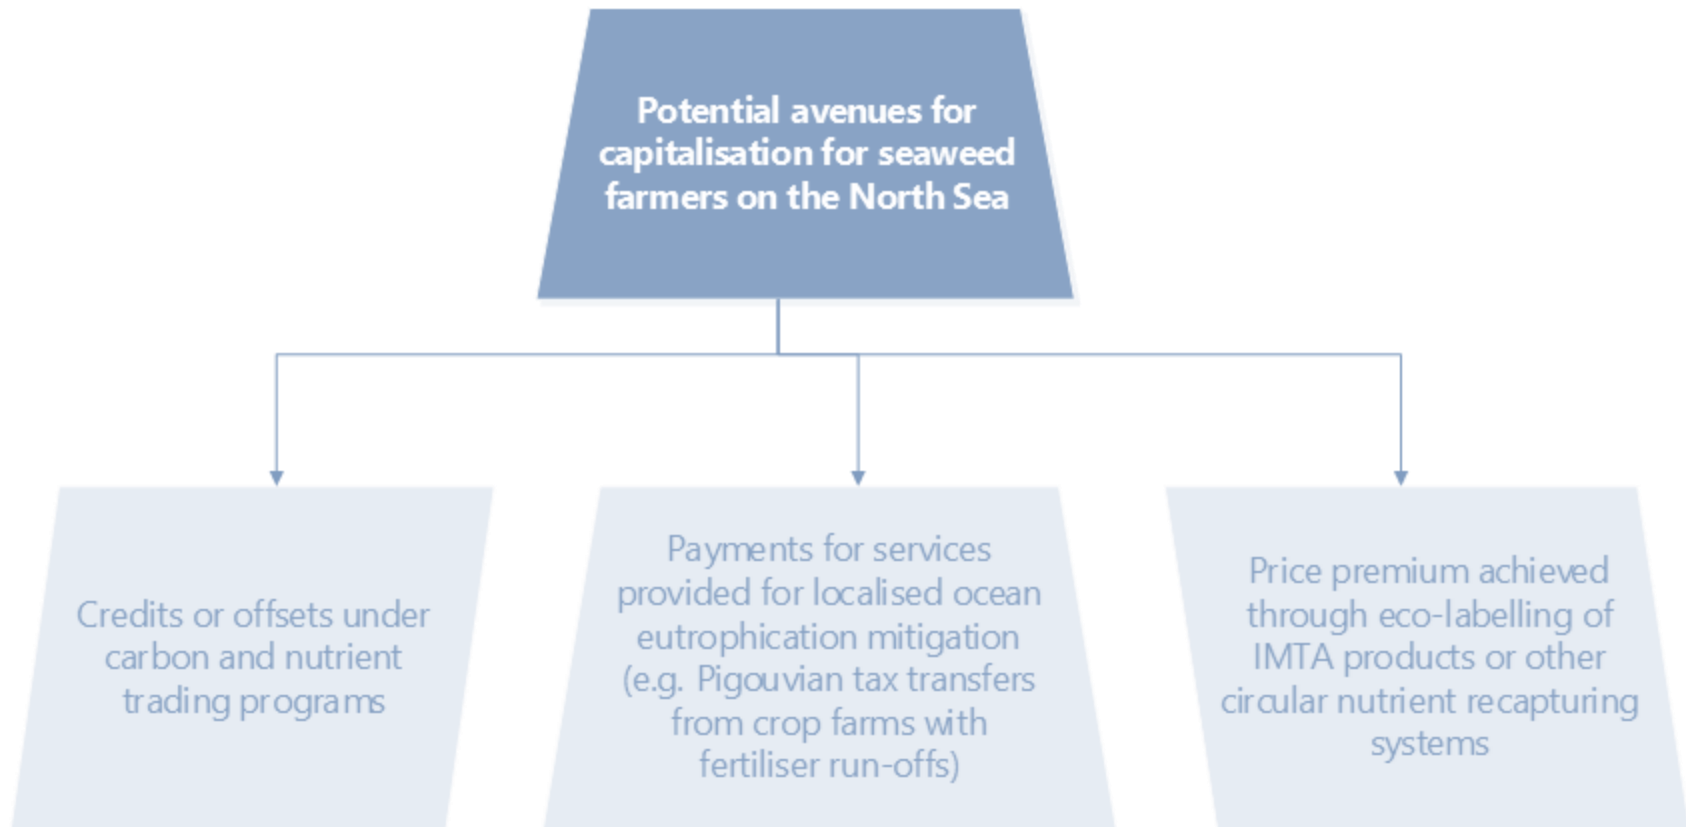 Potential avenues for
capitalisation for seaweed
farmers on the North Sea
Credits or offsets under
carbon and nutrient
trading programs
Payments for services
provided for localised ocean
eutrophication mitigation
(e.g. Pigouvian tax transfers
from crop farms with
fertiliser run-offs)
Price premium achieved
through eco-labelling of
IMTA products or other
circular nutrient recapturing
systems